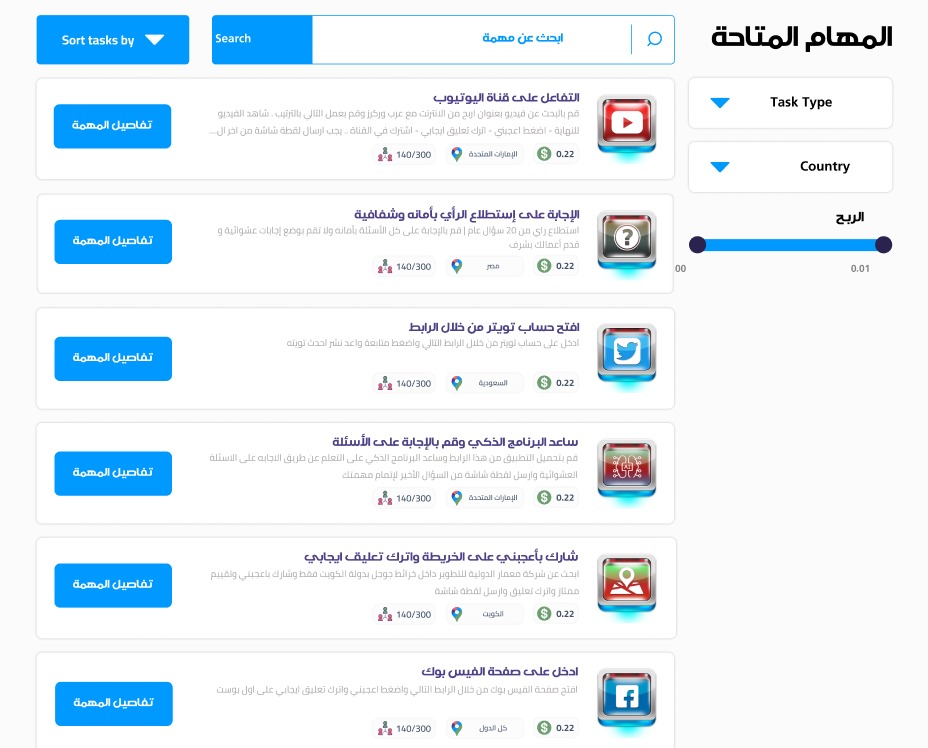 المهام المتاحة
ابحث عن مهمة
Search
Sort tasks by
Task Type
Country
الربح
0.01
00
التفاعل على قناة اليوتيوب
قم بالبحث عن فيديو بعنوان اربح من الانترنت مع عرب وركرز وقم بعمل التالي بالترتيب . شاهد الفيديو
للنهاية - اضغط اعجبني - اترك تعليق ايجابي - اشترك في القناة .. يجب ارسال لقطة شاشة من اخر ال...
0.22
الإمارات المتحدة
140/300
تفاصيل المهمة
الإجابة على إستطلاع الرأي بأمانه وشفافية
استطلاع راي من 20 سؤال عام | قم بالإجابة على كل الأسئلة بأمانه ولا تقم بوضع إجابات عشوائية و
قدم أعمالك بشرف.
0.22
مصر
140/300
تفاصيل المهمة
افتح حساب تويتر من خلال الرابط
ادخل على حساب تويتر من خلال الرابط التالي واضغط متابعة واعد نشر احدث تويته
0.22
السعودية
140/300
تفاصيل المهمة
ساعد البرنامج الذكي وقم بالإجابة على الأسئلة
قم بتحميل التطبيق من هذا الرابط وساعد البرنامج الذكي على التعلم عن طريق الاجابه على الاسئلة
العشوائية وارسل لقطة شاشة من السؤال الأخير لإتمام مهمتك
AI
0.22
الإمارات المتحدة
140/300
تفاصيل المهمة
شارك بأعجبني على الخريطة واترك تعليق ايجابي
ابحث عن شركة معمار الدولية للتطوير داخل خرائط جوجل بدولة الكويت فقط وشارك باعجبني وتقييم
ممتاز واترك تعليق وارسل لقطة شاشة
0.22
الكويت
140/300
تفاصيل المهمة
ادخل على صفحة الفيس بوك
افتح صفحة الفيس بوك من خلال الرابط التالي واضغط اعجبني واترك تعليق ايجابي على اول بوست
0.22
كل الدول
140/300
تفاصيل المهمة